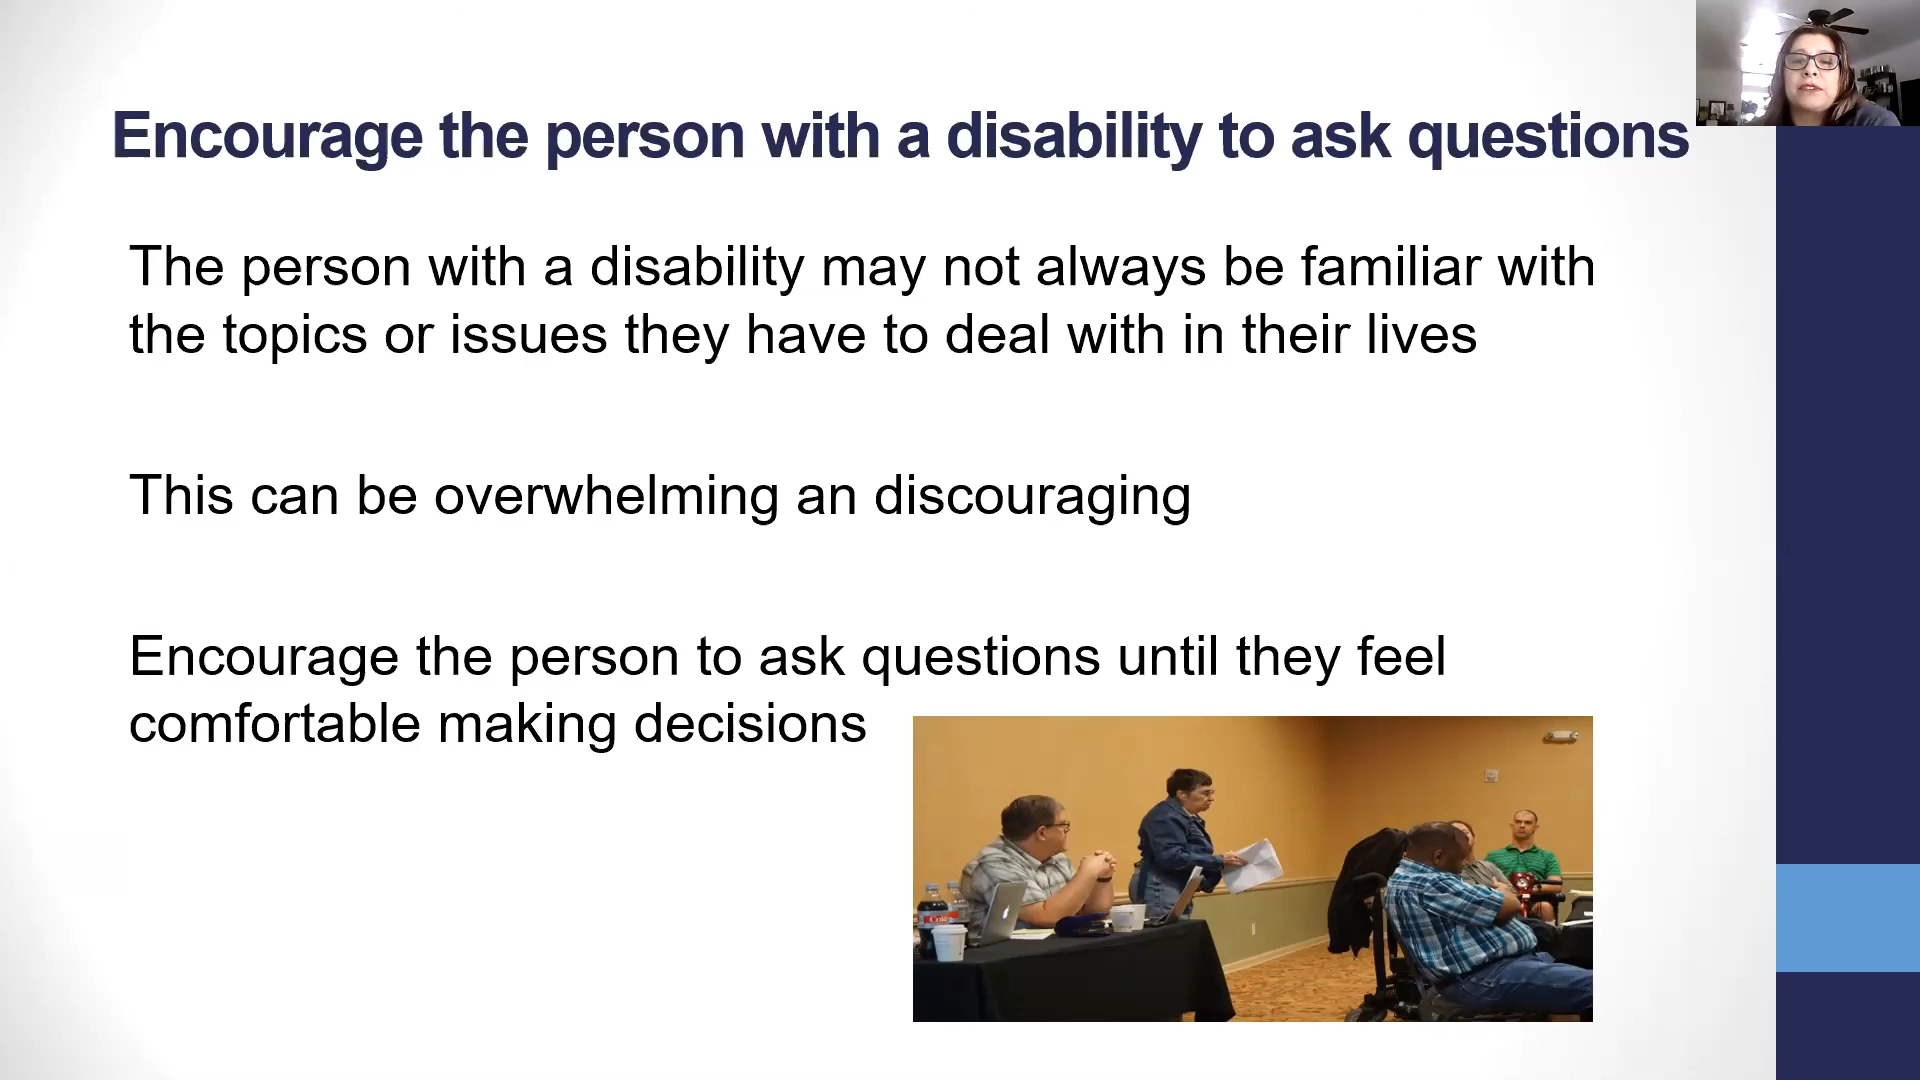 Encourage the person with a disability to ask questions
The person with a disability may not always be familiar with
the topics or issues they have to deal with in their lives
This can be overwhelming an discouraging
Encourage the person to ask questions until they feel
comfortable making decisions
Coke